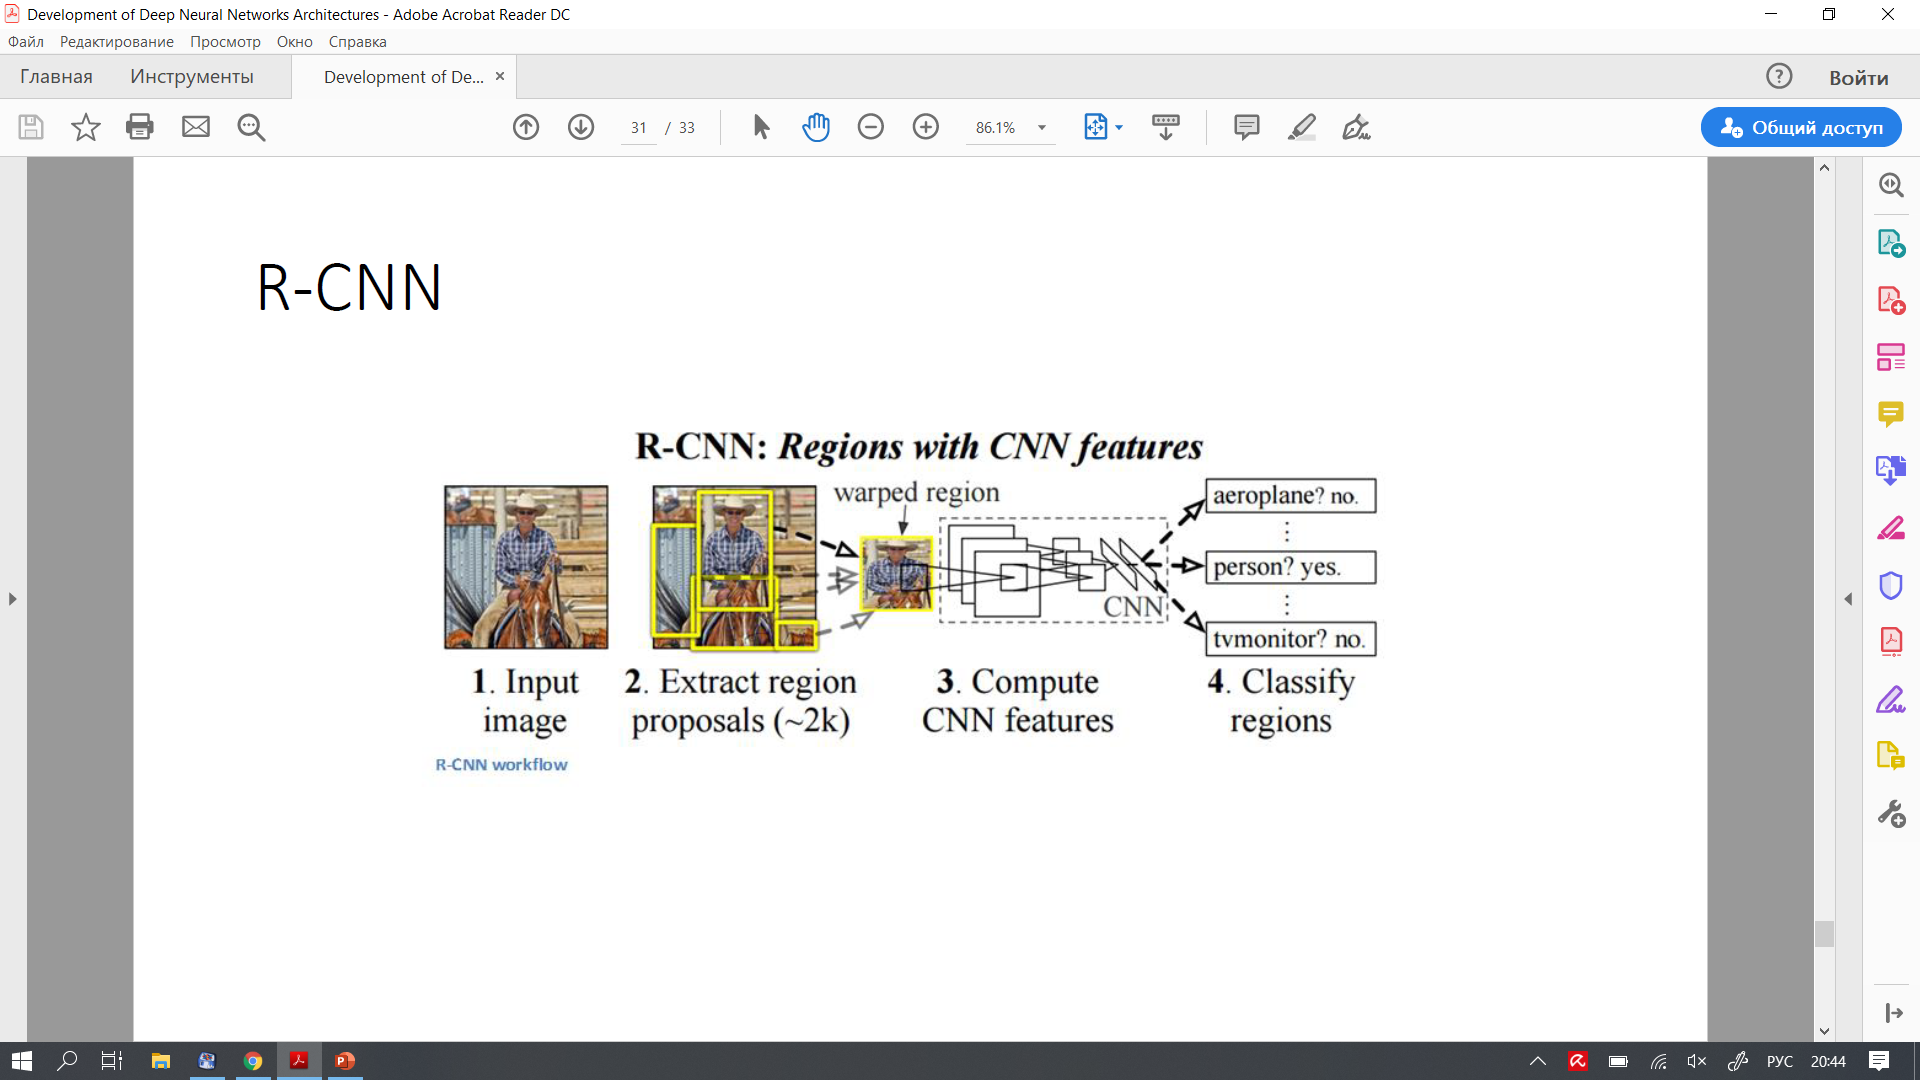 Development of Deep Neural Networks Architectures - Adobe Acrobat Reader DC
Файл Редактирование Просмотр Окно Справка
Главная Инструменты Development of De... × Войти
31 / 33 86.1% Общий доступ
R-CNN
R-CNN: Regions with CNN features
warped region
aeroplane? no.
person? yes.
CNN
tvmonitor? no.
1. Input image
2. Extract region proposals (~2k)
3. Compute CNN features
4. Classify regions
R-CNN workflow
РУС 20:44